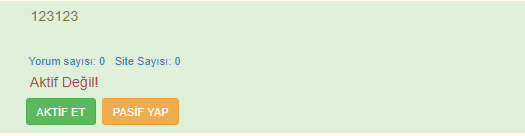 123123
Yorum sayısı: 0 Site Sayısı: 0
Aktif Değil!
AKTİF ET PASİF YAP